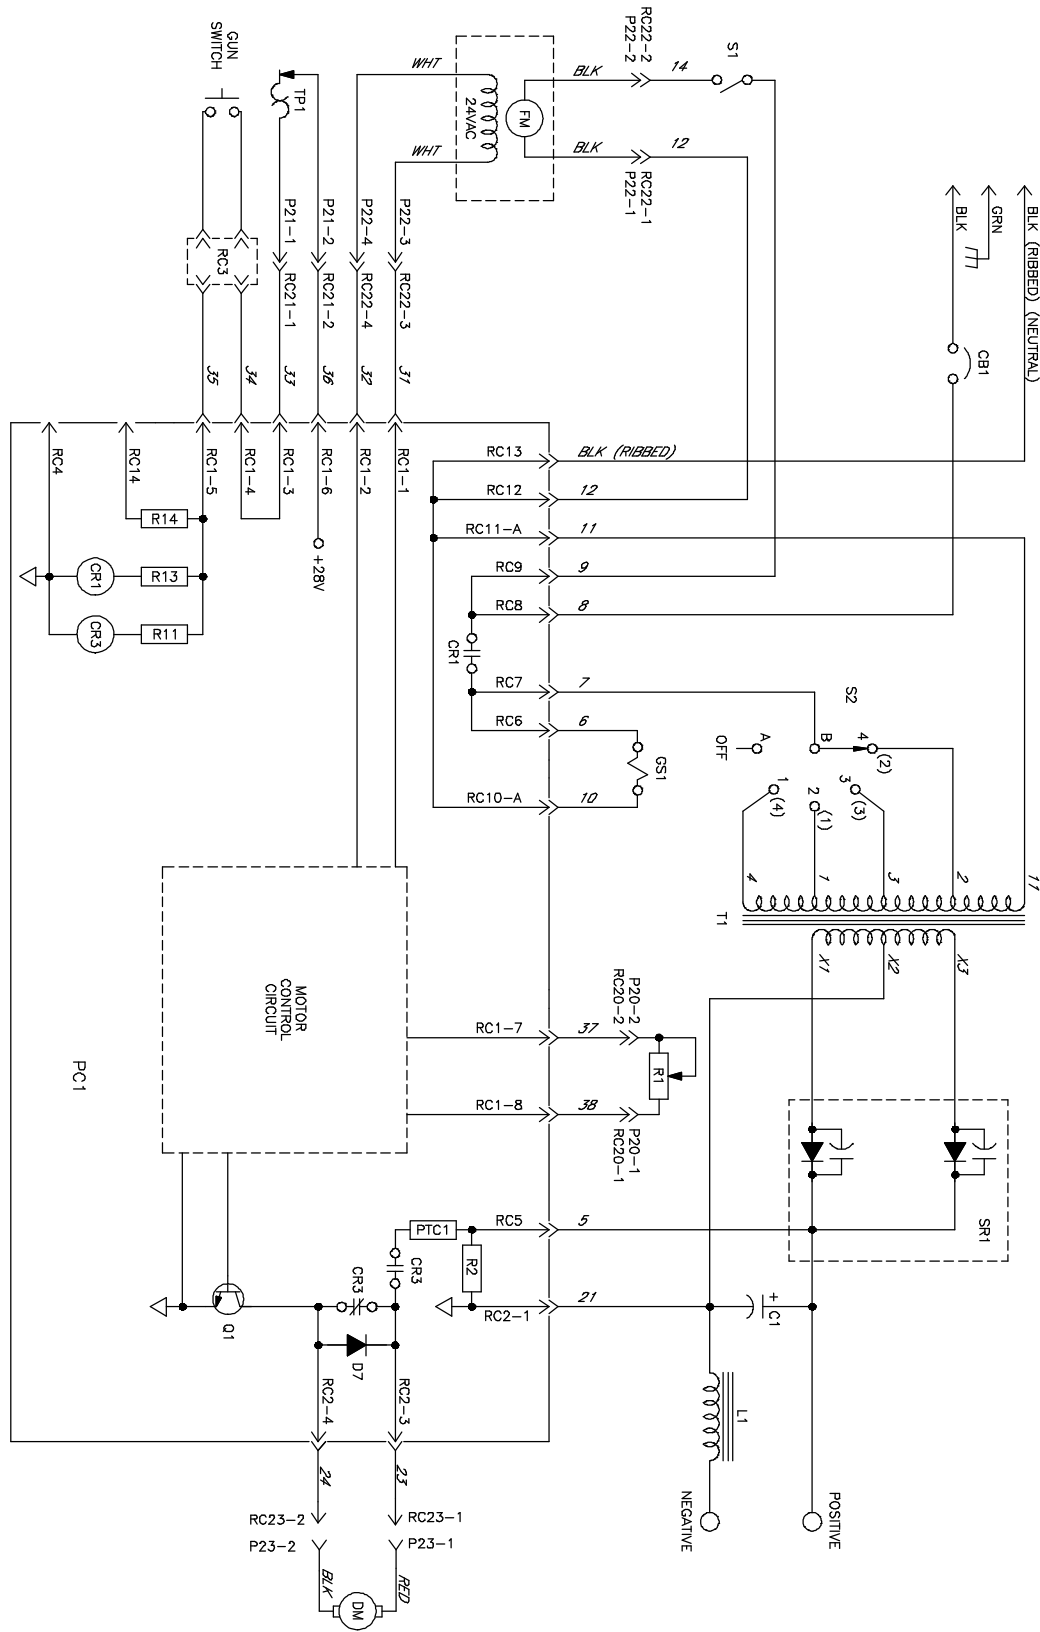 RC22-2
P22-2
S1
14
BLK
WHT
24VAC
FM
WHT
BLK
12
RC22-1
P22-1
GUN
SWITCH
TP1
BLK
GRN
BLK (RIBBED) (NEUTRAL)
P21-1
P21-2
P22-4
P22-3
RC3
RC21-1
RC21-2
RC22-4
RC22-3
CB1
35
34
33
36
32
31
RC4
RC14
RC1-5
RC1-4
RC1-3
RC1-6
RC1-2
RC1-1
RC13
BLK (RIBBED)
RC12
12
RC11-A
11
R14
+28V
RC9
9
CR1
R13
RC8
8
CR3
R11
CR1
RC7
7
S2
RC6
6
OFF
A
B
4
(2)
GS1
1
(4)
2
(1)
3
(3)
RC10-A
10
4
1
3
2
11
T1
X1
X2
X3
MOTOR
CONTROL
CIRCUIT
P20-2
RC20-2
RC1-7
37
R1
PC1
RC1-8
38
P20-1
RC20-1
RC5
5
SR1
PTC1
R2
CR3
CR3
RC2-1
21
+
C1
Q1
D7
RC2-4
RC2-3
L1
24
23
NEGATIVE
POSITIVE
RC23-2
RC23-1
P23-2
P23-1
BLK
RED
DM